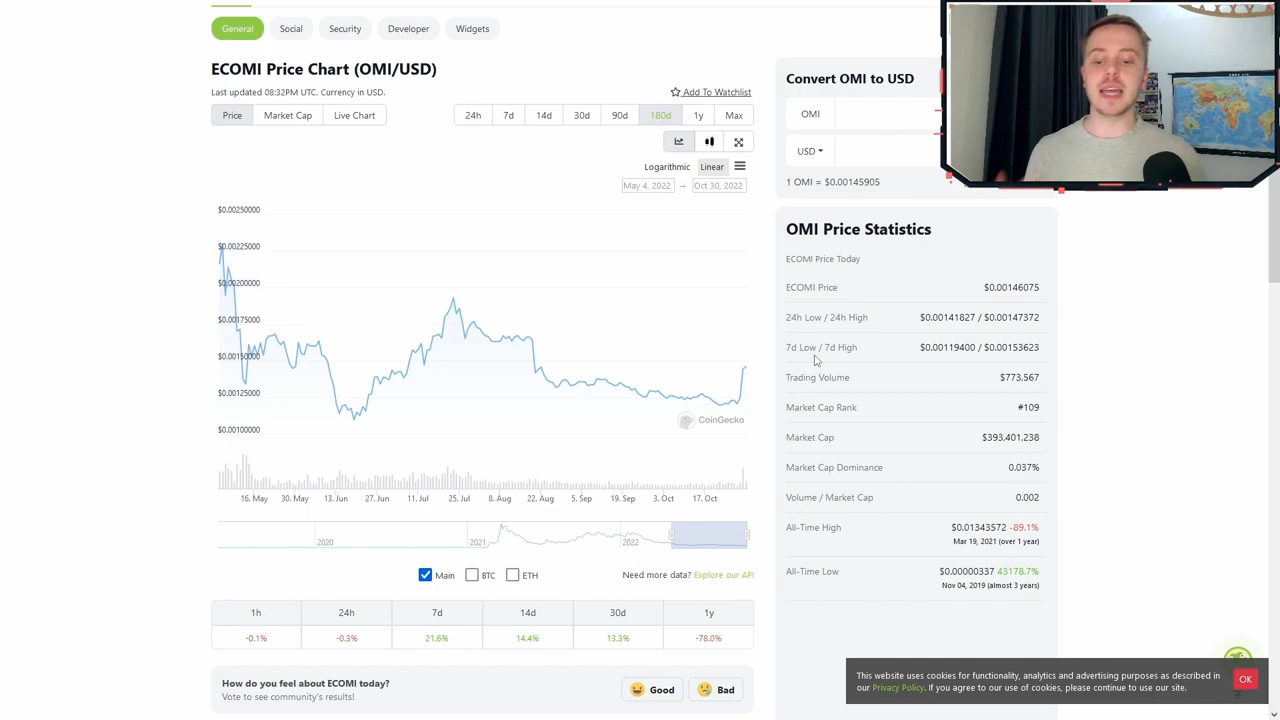 General
Social
Security
Developer
Widgets
ECOMI Price Chart (OMI/USD)
Last updated 08:32PM UTC. Currency in USD.
Add To Watchlist
Price
Market Cap
Live Chart
24h
7d
14d
30d
90d
180d
1y
Max
Logarithmic
Linear
May 4, 2022 → Oct 30, 2022
$0.00250000
$0.00225000
$0.00200000
$0.00175000
$0.00150000
$0.00125000
$0.00100000
CoinGecko
16. May
30. May
13. Jun
27. Jun
11. Jul
25. Jul
8. Aug
22. Aug
5. Sep
19. Sep
3. Oct
17. Oct
2020
2021
2022
Main
BTC
ETH
Need more data? Explore our API
1h
24h
7d
14d
30d
1y
-0.1%
-0.3%
21.6%
14.4%
13.3%
-78.0%
How do you feel about ECOMI today?
Vote to see community's results!
Good
Bad
Convert OMI to USD
OMI
USD
1 OMI = $0.00145905
OMI Price Statistics
ECOMI Price Today
ECOMI Price
$0.00146075
24h Low / 24h High
$0.00141827 / $0.00147372
7d Low / 7d High
$0.00119400 / $0.00153623
Trading Volume
$773,567
Market Cap Rank
#109
Market Cap
$393,401,238
Market Cap Dominance
0.037%
Volume / Market Cap
0.002
All-Time High
$0.01343572 -89.1%
Mar 19, 2021 (over 1 year)
All-Time Low
$0.00000337 43178.7%
Nov 04, 2019 (almost 3 years)
This website uses cookies for functionality, analytics and advertising purposes as described in
our Privacy Policy. If you agree to our use of cookies, please continue to use our site.
OK